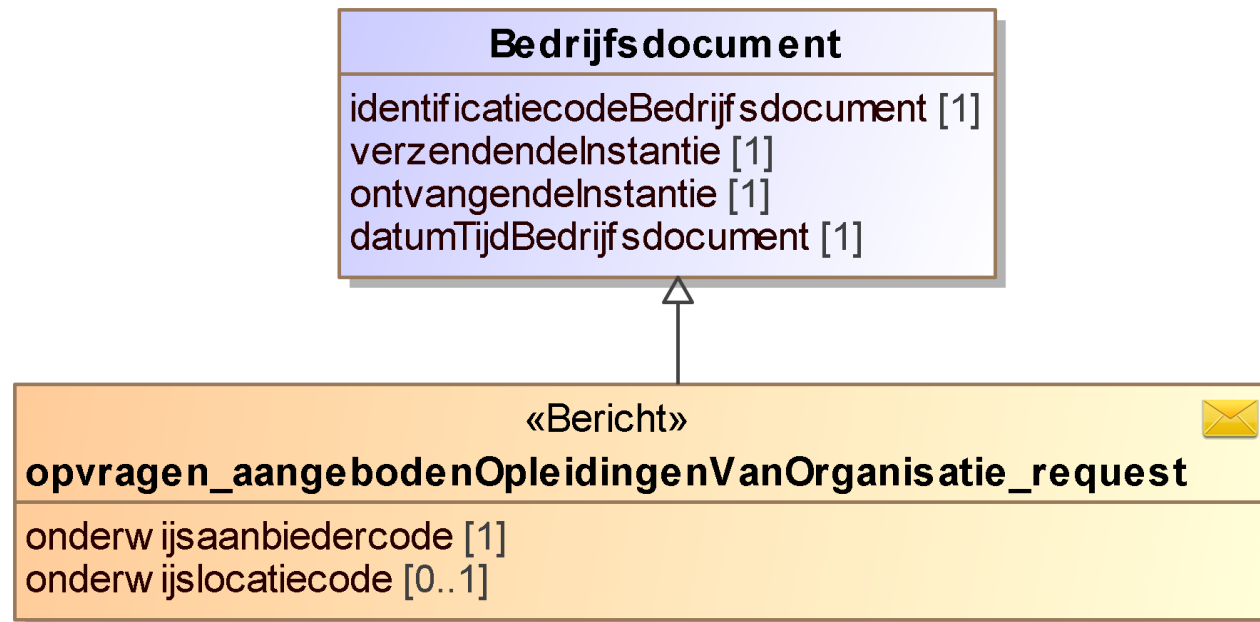 Bedrijfsdocument
identificatiecodeBedrijfsdocument [1]
verzendendeInstantie [1]
ontvangendeInstantie [1]
datumTijdBedrijfsdocument [1]
«Bericht»
opvragen_aangebodenOpleidingenVanOrganisatie_request
onderwijsaanbiedercode [1]
onderwijslocatiecode [0..1]